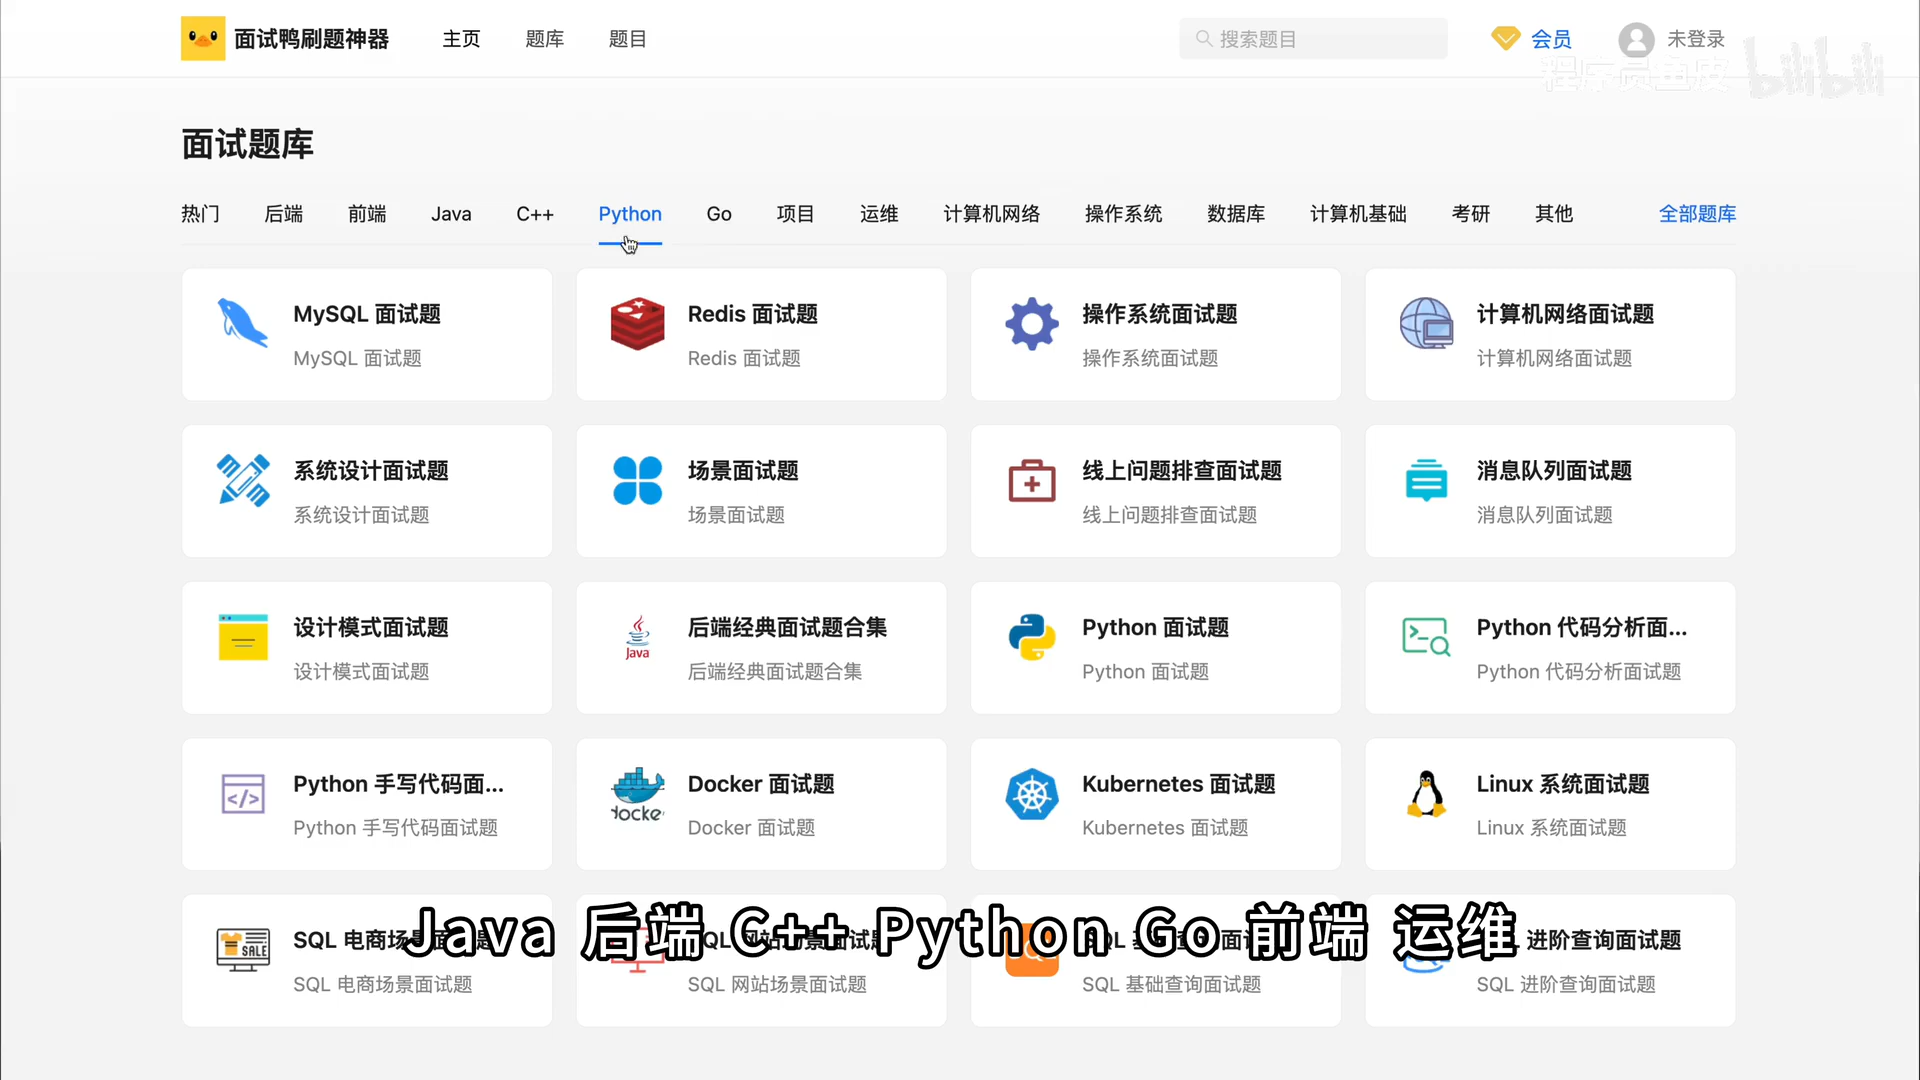 面试鸭刷题神器 主页 题库 题目 搜索题目 会员 未登录
程序员鱼皮 bilibili
面试题库
热门 后端 前端 Java C++ Python Go 项目 运维 计算机网络 操作系统 数据库 计算机基础 考研 其他 全部题库
MySQL 面试题 Redis 面试题 操作系统面试题 计算机网络面试题
MySQL 面试题 Redis 面试题 操作系统面试题 计算机网络面试题
系统设计面试题 场景面试题 线上问题排查面试题 消息队列面试题
系统设计面试题 场景面试题 线上问题排查面试题 消息队列面试题
设计模式面试题 后端经典面试题合集 Python 面试题 Python 代码分析面...
Java
设计模式面试题 后端经典面试题合集 Python 面试题 Python 代码分析面试题
Python 手写代码面... Docker 面试题 Kubernetes 面试题 Linux 系统面试题
docke
Python 手写代码面试题 Docker 面试题 Kubernetes 面试题 Linux 系统面试题
Java 后端 C++ Python Go 前端 运维
SALE
SQL 电商场 进阶查询面试题
SQL 电商场景面试题 SQL 网站场景面试题 SQL 基础查询面试题 SQL 进阶查询面试题